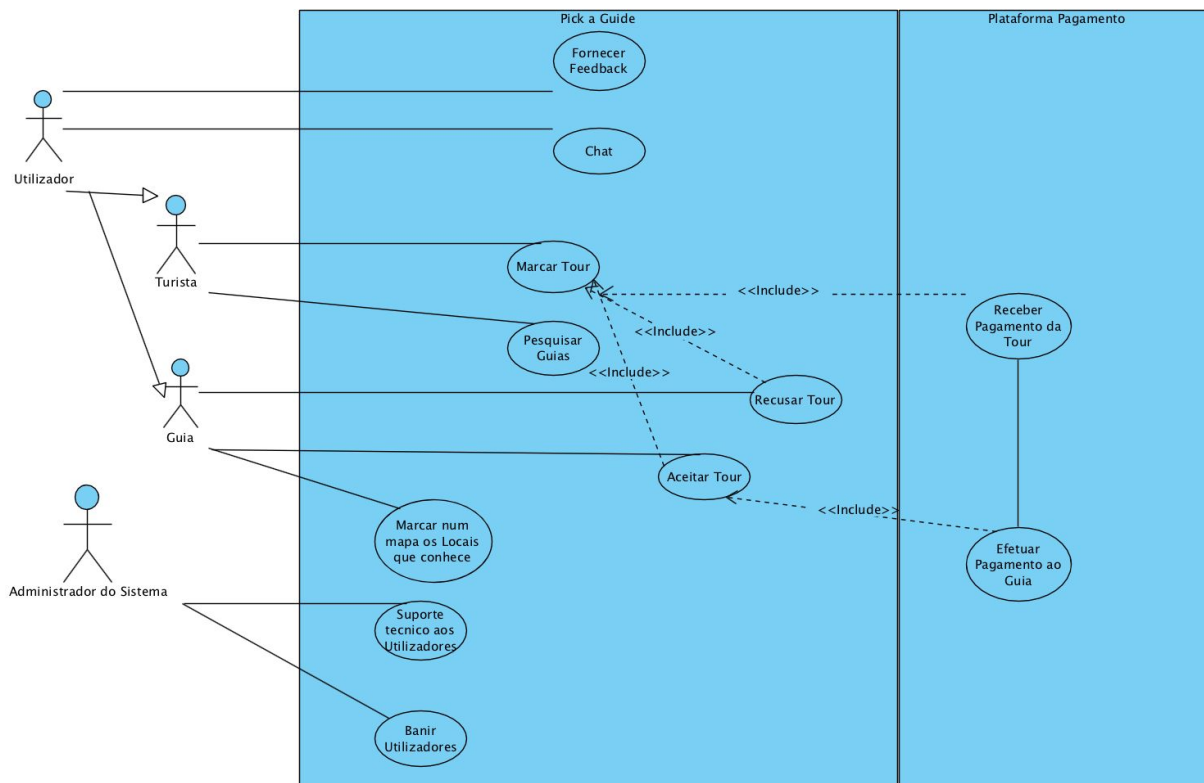 Pick a Guide
Plataforma Pagamento
Fornecer
Feedback
Chat
Utilizador
Turista
Marcar Tour
<<Include>>
Receber
Pagamento da
Tour
<<Include>>
Pesquisar
Guias
<<Include>>
Recusar Tour
Guia
Aceitar Tour
<<Include>>
Marcar num
mapa os Locais
que conhece
Efetuar
Pagamento ao
Guia
Administrador do Sistema
Suporte
tecnico aos
Utilizadores
Banir
Utilizadores